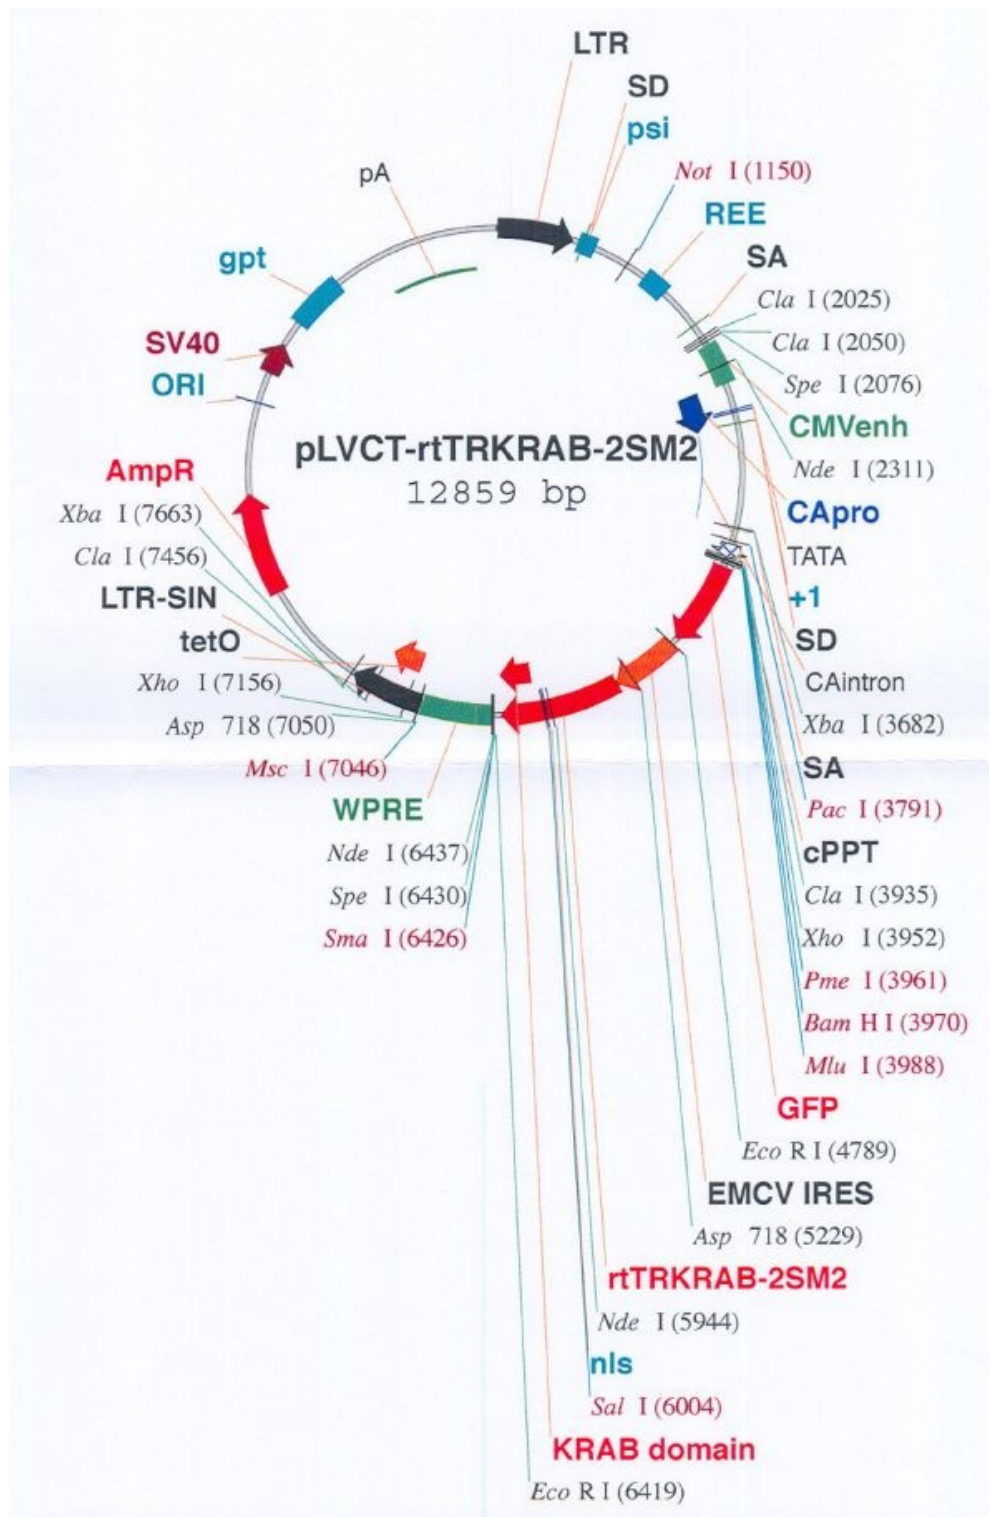 LTR
SD
psi
pA
Not I (1150)
REE
gpt
SA
Cla I (2025)
SV40
Cla I (2050)
ORI
Spe I (2076)
CMVenh
pLVCT-rtTRKRAB-2SM2
AmpR
Nde I (2311)
12859 bp
Xba I (7663)
CApro
Cla I (7456)
TATA
LTR-SIN
+1
tetO
SD
Xho I (7156)
CAintron
Asp 718 (7050)
Xba I (3682)
Msc I (7046)
SA
WPRE
Pac I (3791)
Nde I (6437)
cPPT
Spe I (6430)
Cla I (3935)
Sma I (6426)
Xho I (3952)
Pme I (3961)
Bam H I (3970)
Mlu I (3988)
GFP
Eco R I (4789)
EMCV IRES
Asp 718 (5229)
rtTRKRAB-2SM2
Nde I (5944)
nls
Sal I (6004)
KRAB domain
Eco R I (6419)